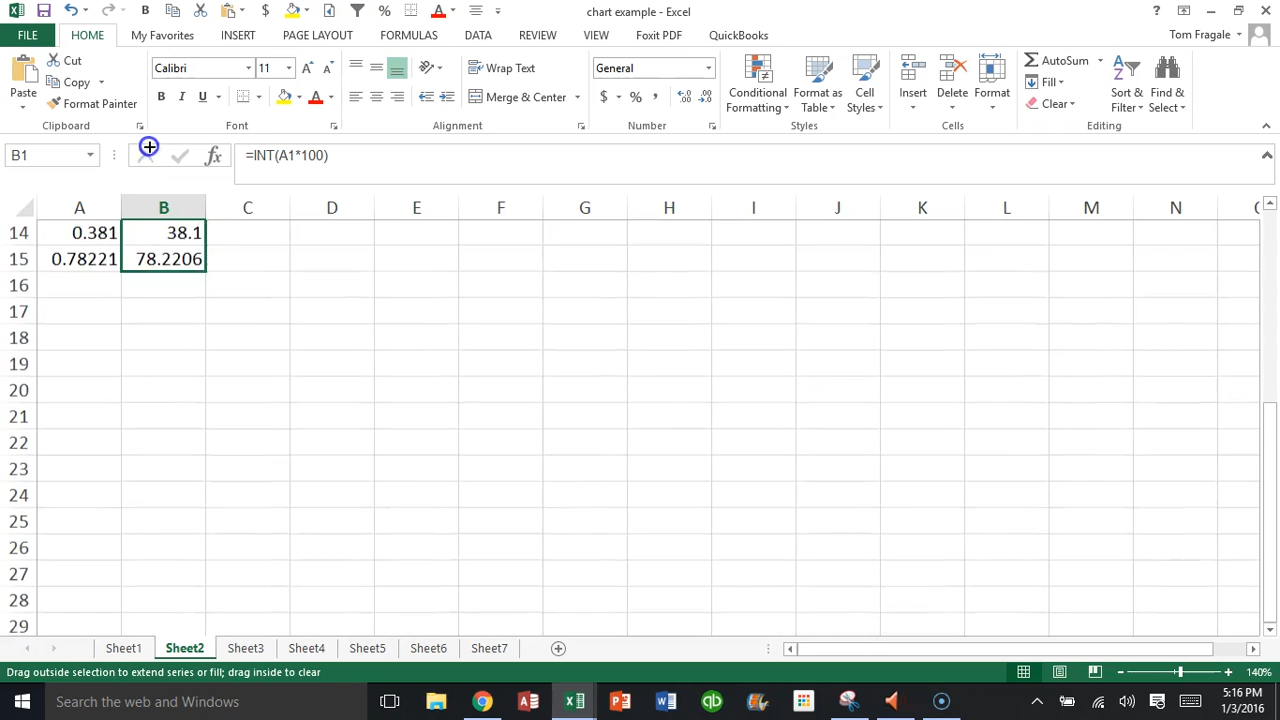 chart example - Excel
FILE HOME My Favorites INSERT PAGE LAYOUT FORMULAS DATA REVIEW VIEW Foxit PDF QuickBooks Tom Fragale
Paste Cut Copy Format Painter Clipboard
Calibri 11 B I U A Font
Wrap Text Merge & Center Alignment
General $ % , Number
Conditional Formatting Format as Table Cell Styles Styles
Insert Delete Format Cells
AutoSum Fill Clear Sort & Filter Find & Select Editing
B1 fx =INT(A1*100)
A B C D E F G H I J K L M N
14 0.381 38.1
15 0.78221 78.2206
16
17
18
19
20
21
22
23
24
25
26
27
28
29
Sheet1 Sheet2 Sheet3 Sheet4 Sheet5 Sheet6 Sheet7
Drag outside selection to extend series or fill; drag inside to clear 140%
Search the web and Windows 5:16 PM
1/3/2016